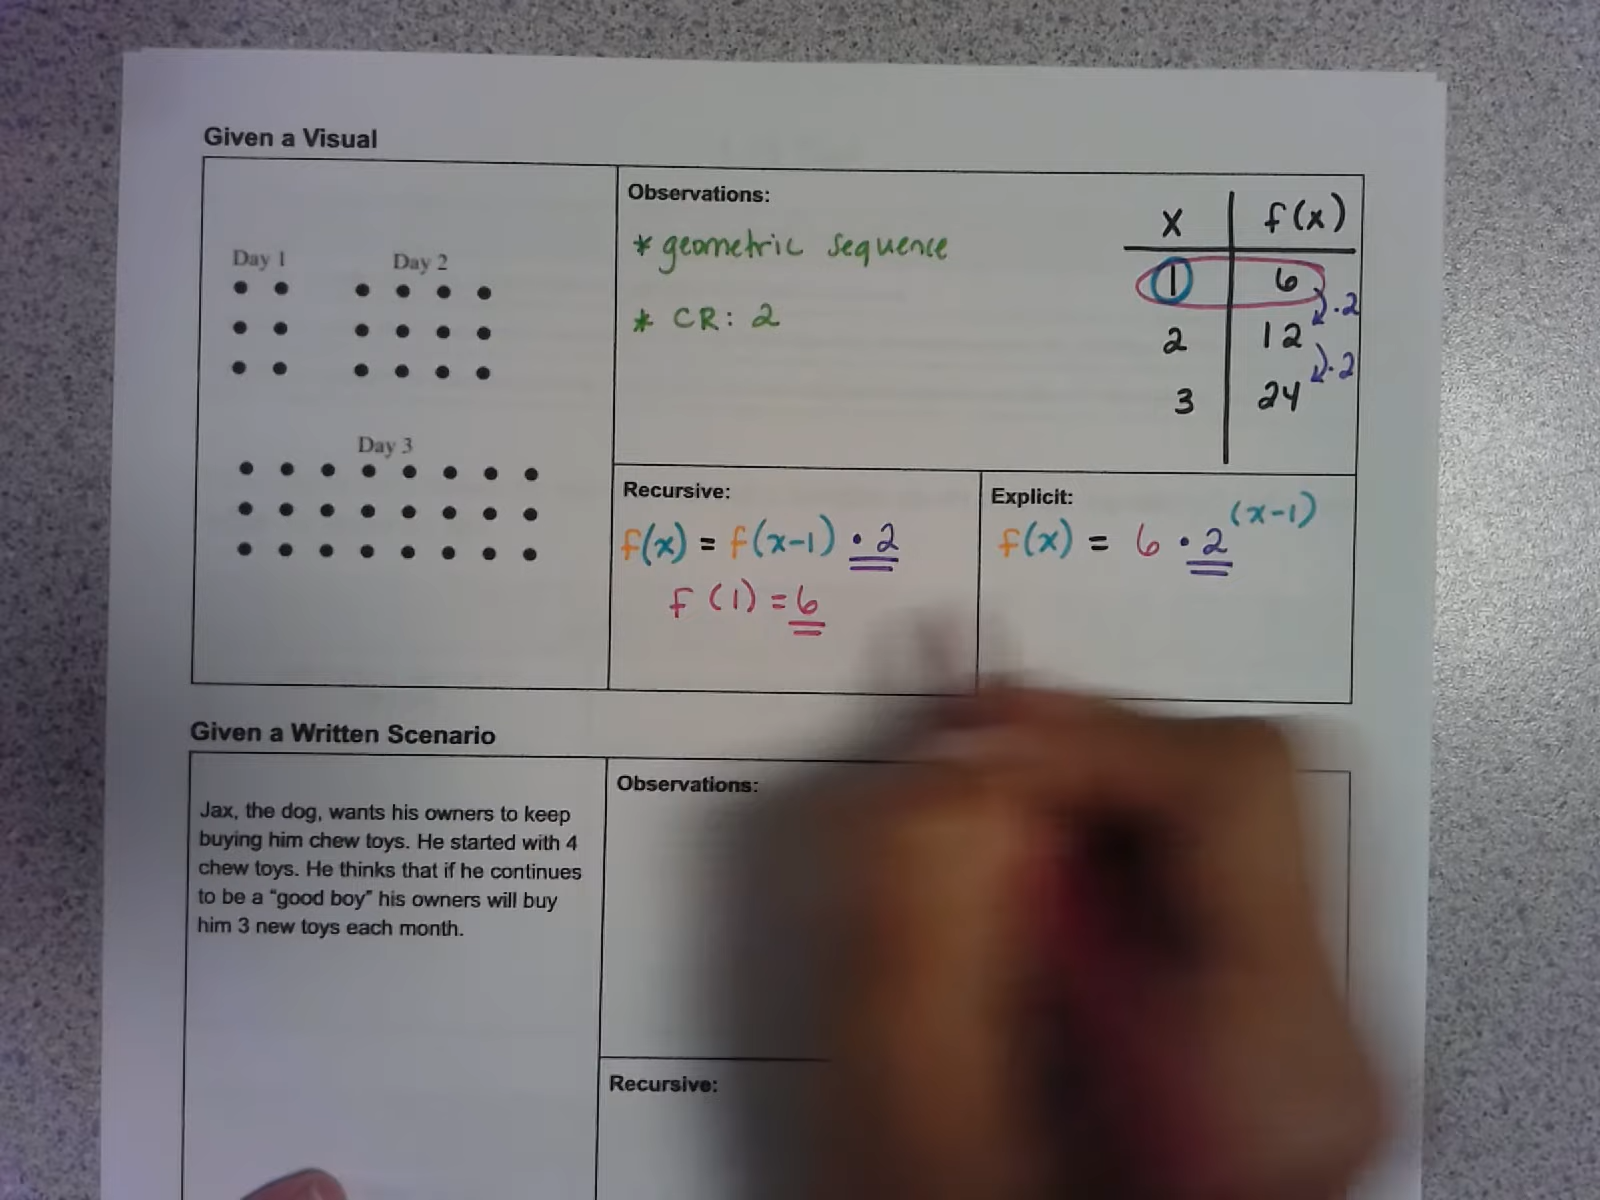 Given a Visual
Day 1
Day 2
Day 3
Observations:
* geometric sequence
* CR: 2
x f(x)
1 6
·2
2 12
·2
3 24
Recursive:
f(x) = f(x-1) · 2
f(1) = 6
Explicit:
f(x) = 6 · 2^(x-1)
Given a Written Scenario
Jax, the dog, wants his owners to keep
buying him chew toys. He started with 4
chew toys. He thinks that if he continues
to be a “good boy” his owners will buy
him 3 new toys each month.
Observations:
Recursive: